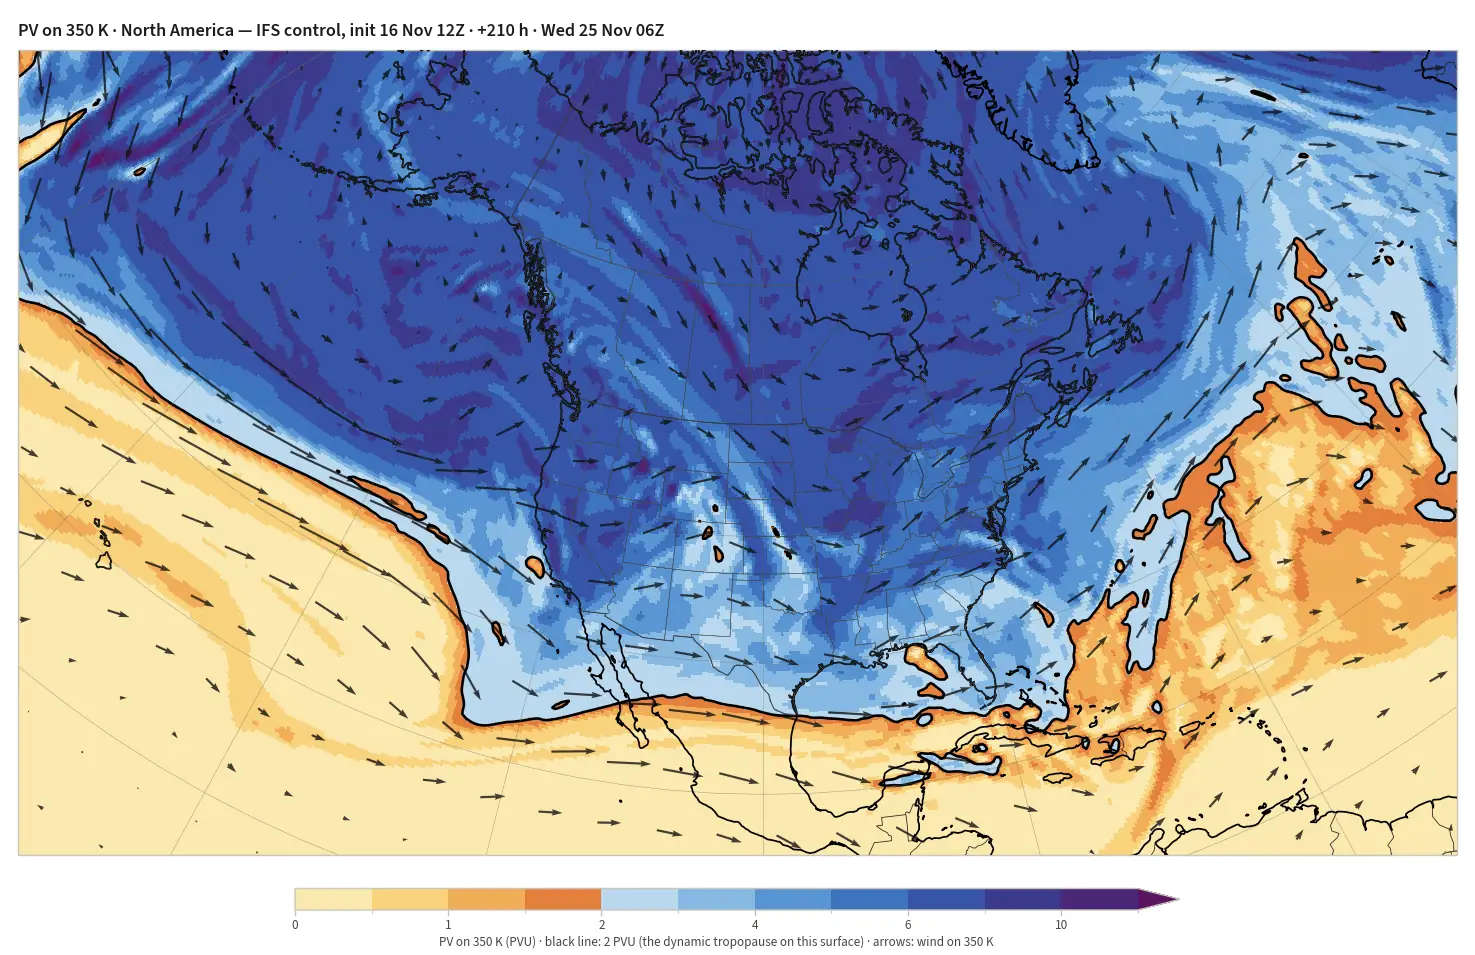 PV on 350 K · North America — IFS control, init 16 Nov 12Z · +210 h · Wed 25 Nov 06Z
0 1 2 4 6 10
PV on 350 K (PVU) · black line: 2 PVU (the dynamic tropopause on this surface) · arrows: wind on 350 K